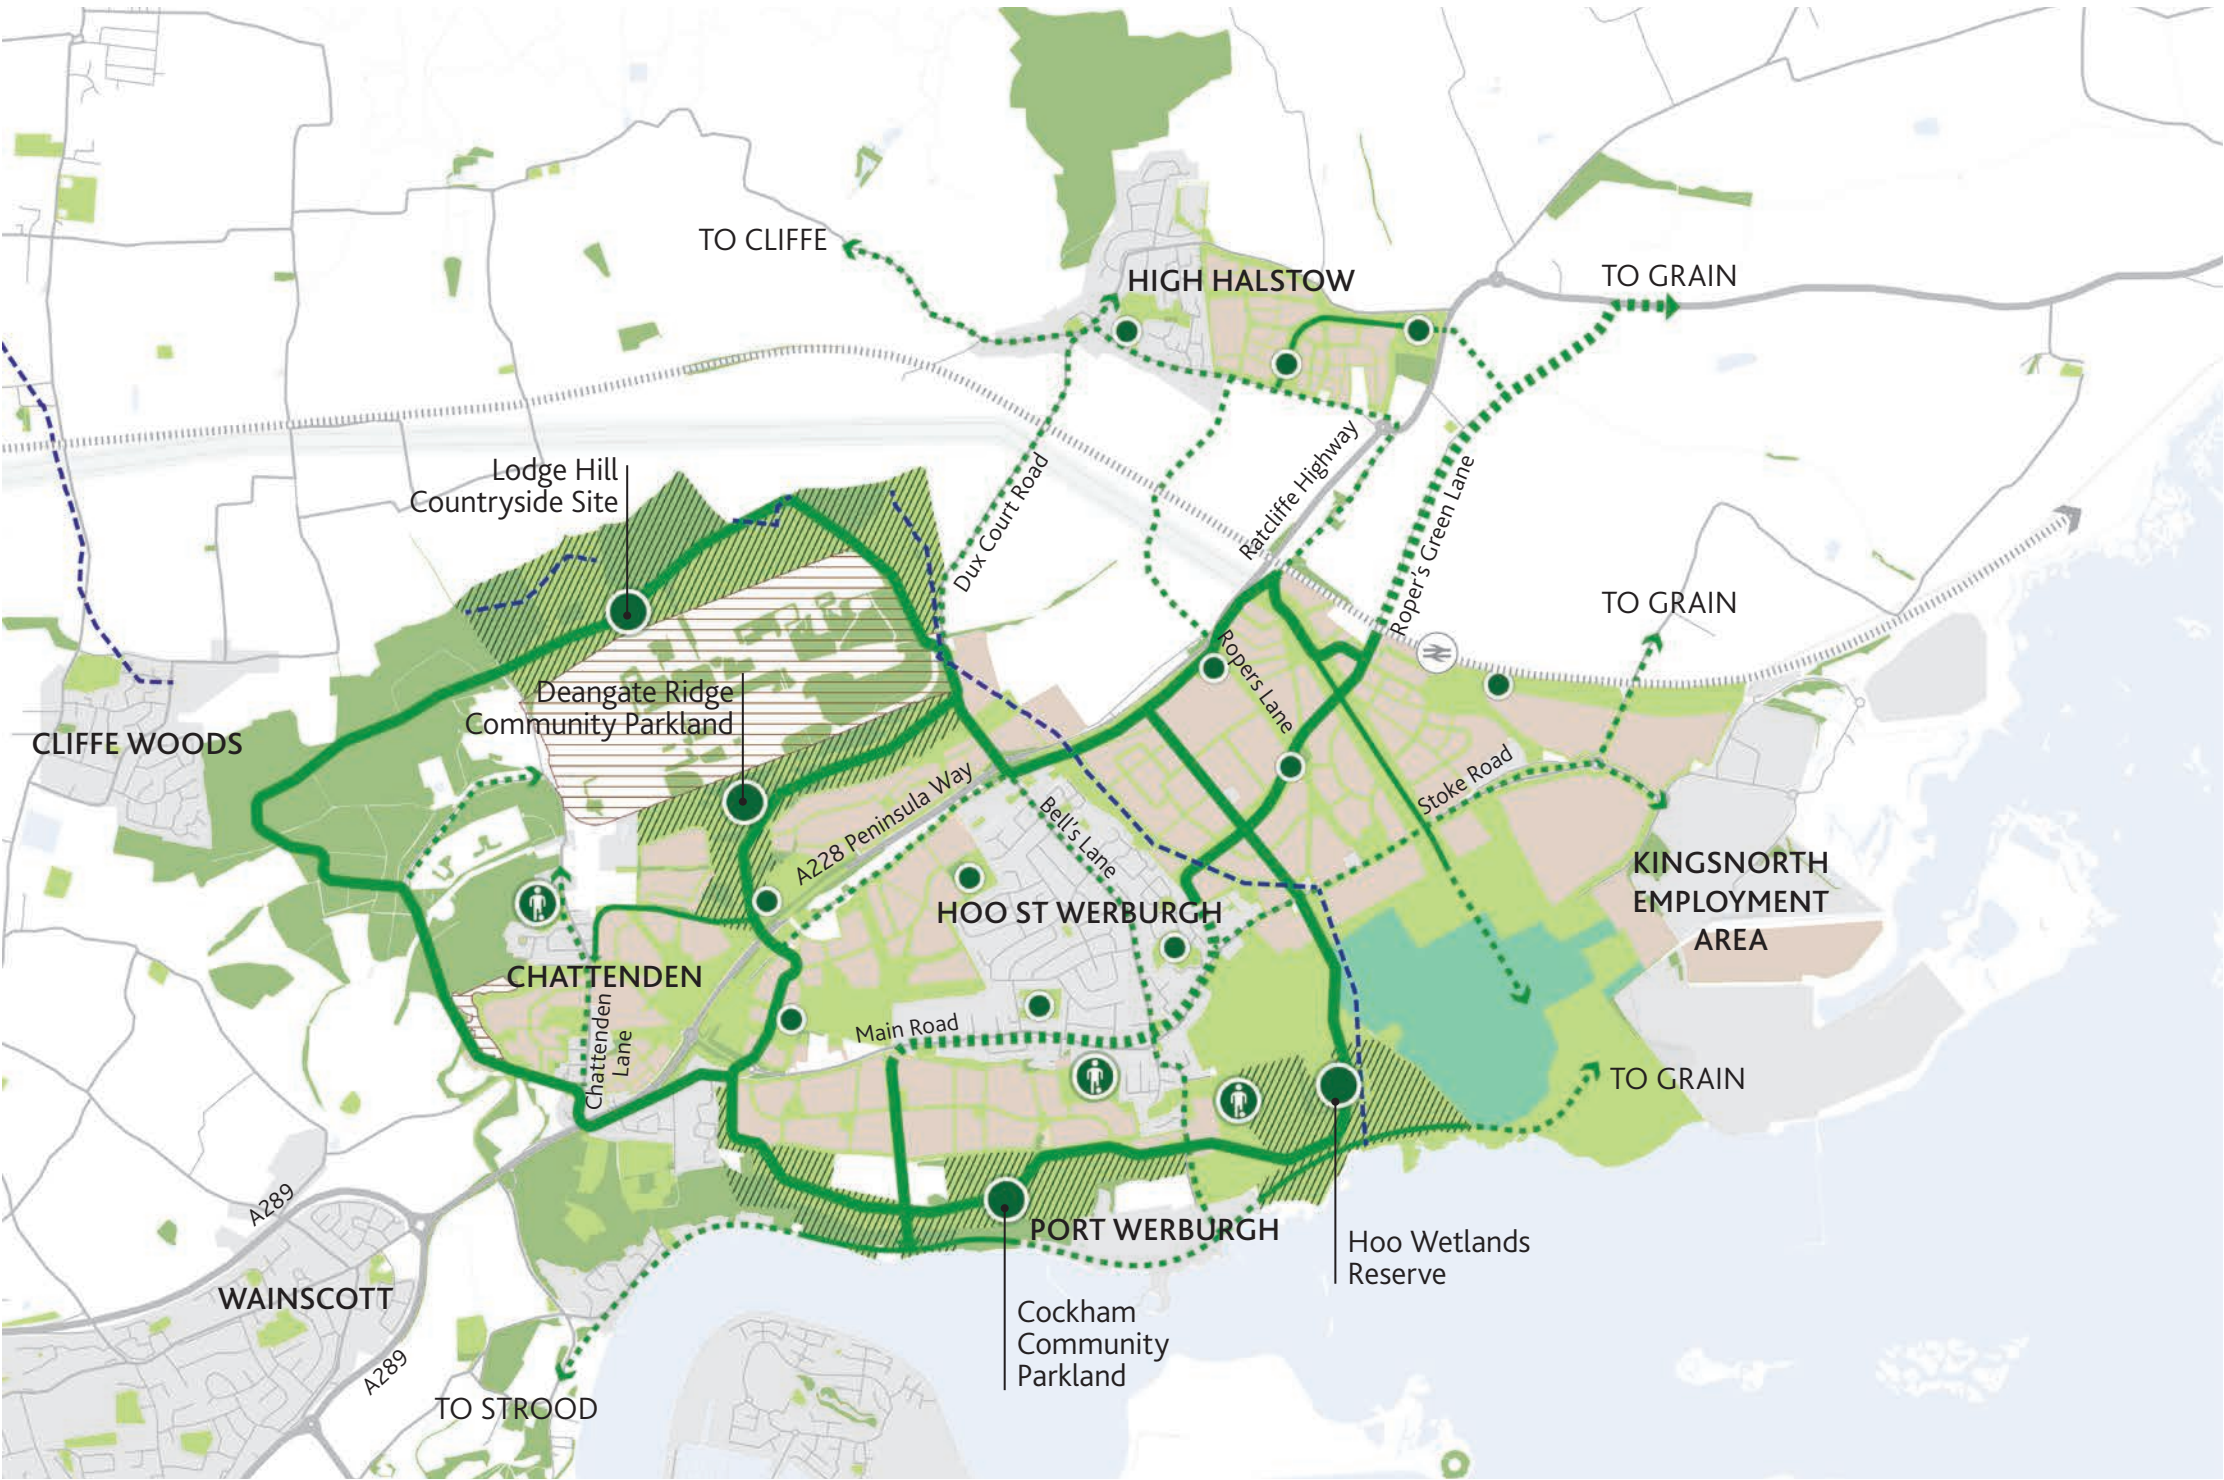 TO CLIFFE
HIGH HALSTOW
TO GRAIN
Lodge Hill
Countryside Site
Dux Court Road
Ratcliffe Highway
Roper's Green Lane
TO GRAIN
Ropers Lane
Deangate Ridge
Community Parkland
CLIFFE WOODS
A228 Peninsula Way
Bell's Lane
Stoke Road
KINGSNORTH
EMPLOYMENT
AREA
HOO ST WERBURGH
CHATTENDEN
Chattenden
Lane
Main Road
TO GRAIN
A289
PORT WERBURGH
Hoo Wetlands
Reserve
WAINSCOTT
Cockham
Community
Parkland
A289
TO STROOD